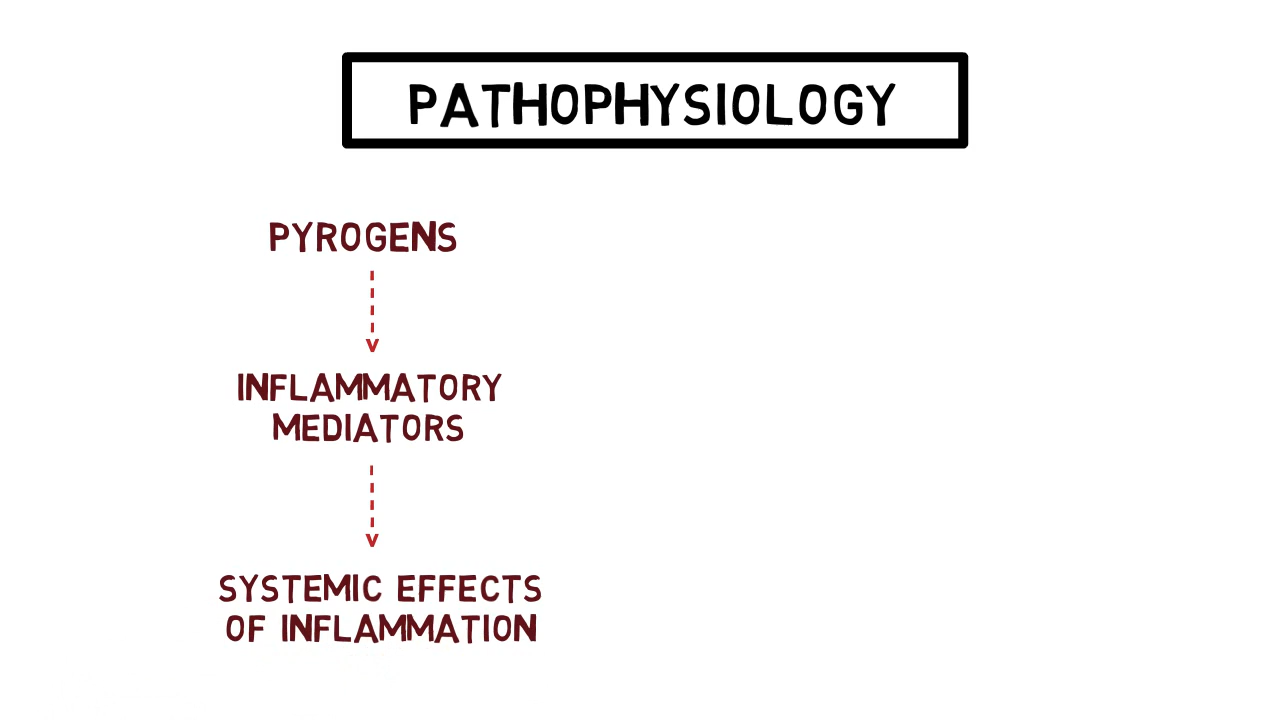 PATHOPHYSIOLOGY
PYROGENS
INFLAMMATORY
MEDIATORS
SYSTEMIC EFFECTS
OF INFLAMMATION